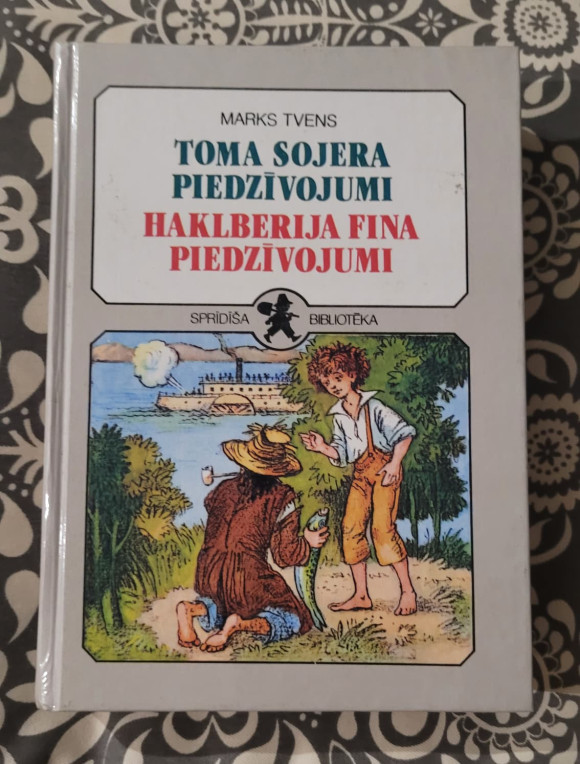 MARKS TVENS
TOMA SOJERA
PIEDZĪVOJUMI
HAKLBERIJA FINA
PIEDZĪVOJUMI
SPRĪDĪŠA BIBLIOTĒKA